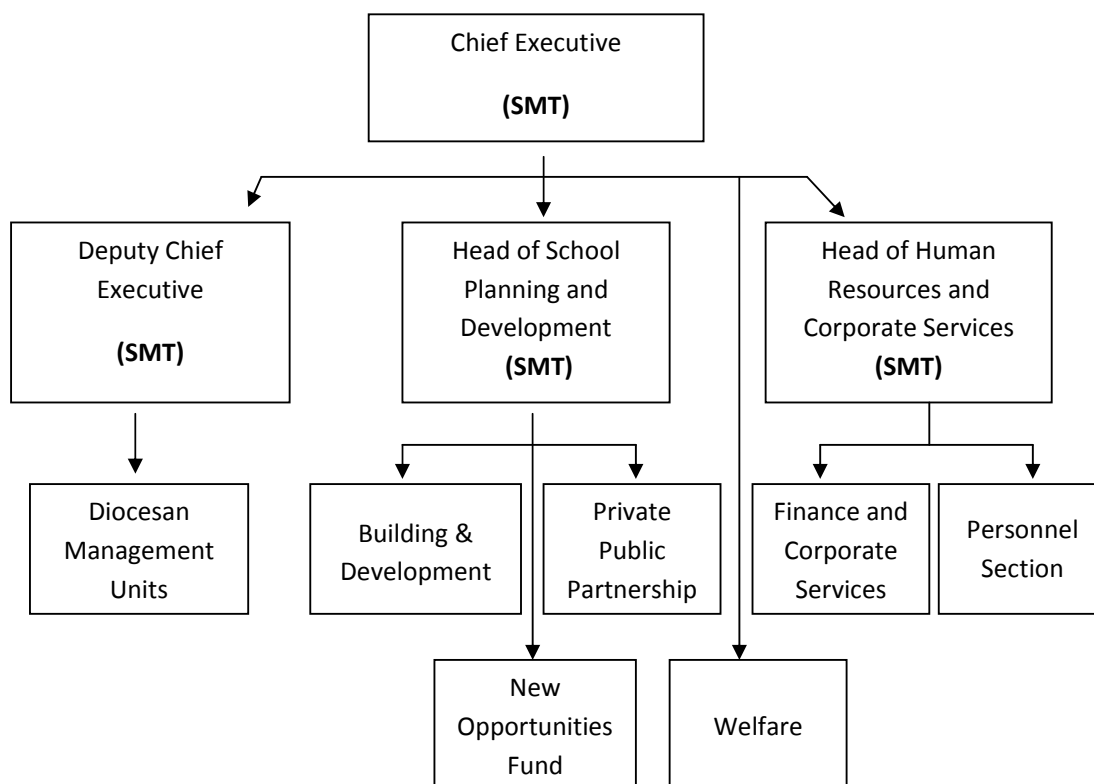 Chief Executive
(SMT)
Deputy Chief
Executive
(SMT)
Head of School
Planning and
Development
(SMT)
Head of Human
Resources and
Corporate Services
(SMT)
Diocesan
Management
Units
Building &
Development
Private
Public
Partnership
Finance and
Corporate
Services
Personnel
Section
New
Opportunities
Fund
Welfare